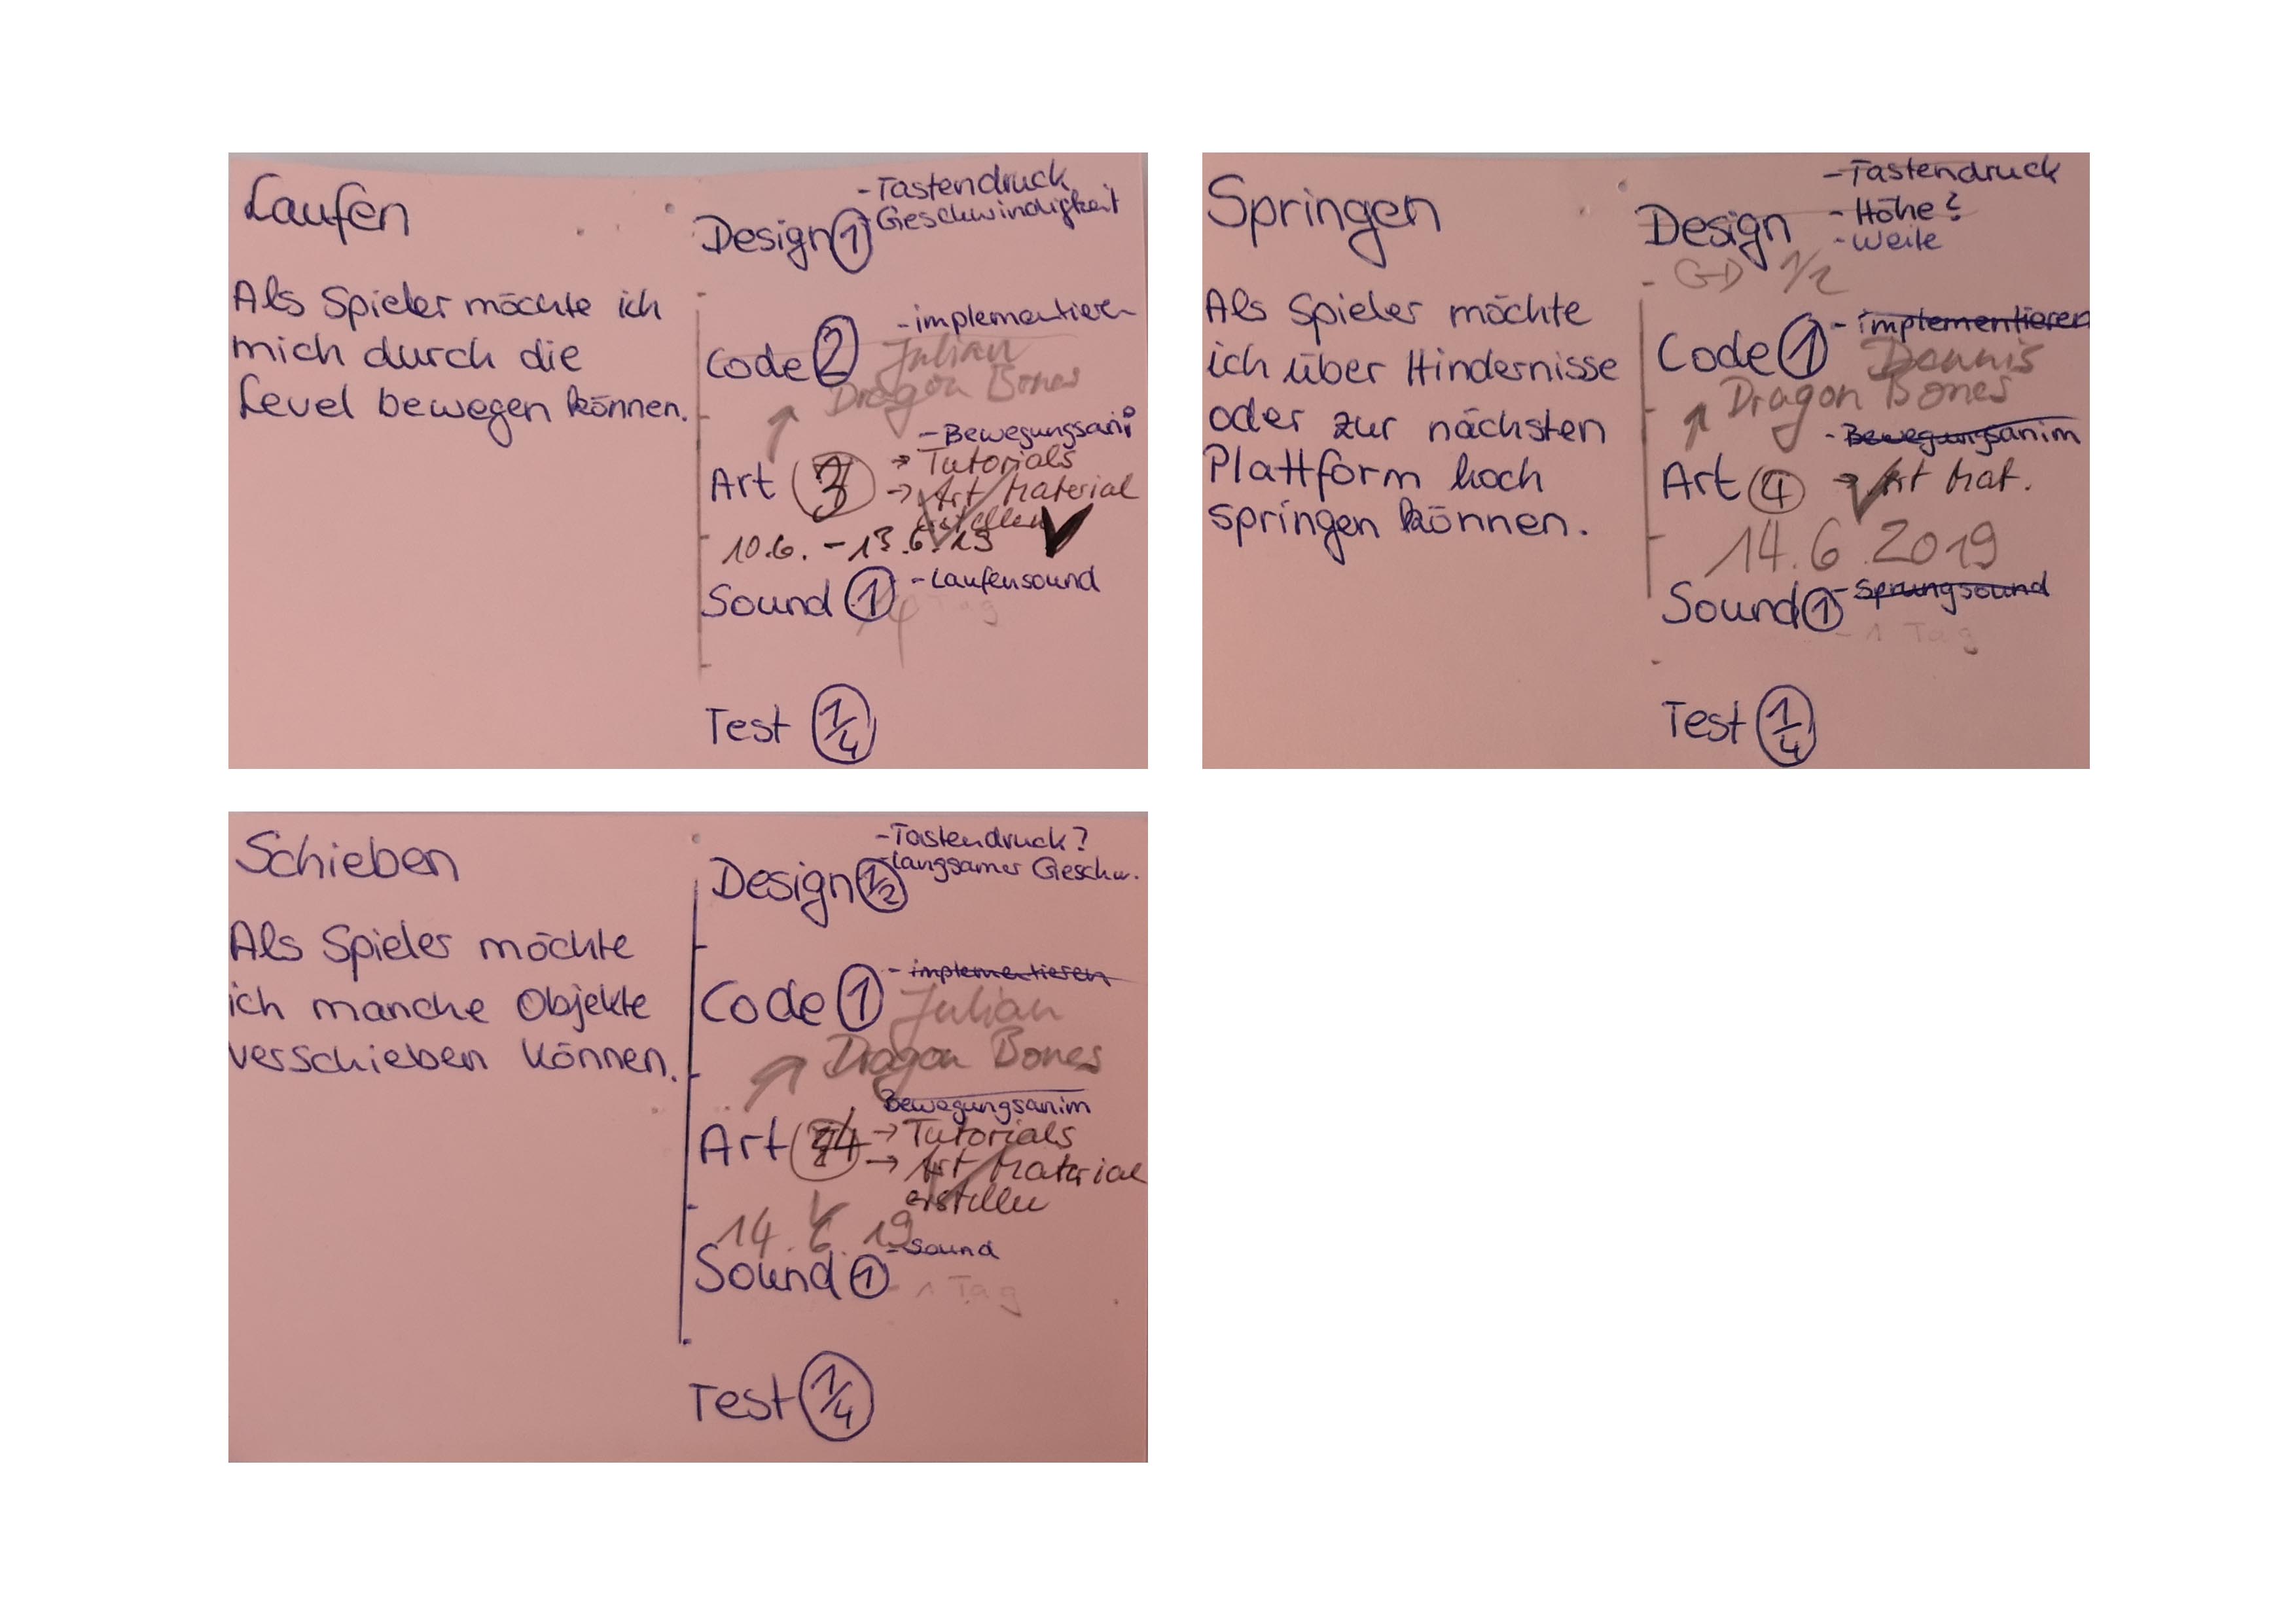 Laufen
Als Spieler möchte ich
mich durch die
Level bewegen können.
- Tastendruck
Geschwindigkeit
Design 1
- implementieren
Code 2
Julian
Dragon Bones
- Bewegungsani
→ Tutorials
Art 3
→ Art Material
erstellen
10.6. - 13.6.19
- Laufensound
Sound 1
Tag
Test 1/4
Springen
Als Spieler möchte
ich über Hindernisse
oder zur nächsten
Plattform hoch
springen können.
- Tastendruck
- Höhe?
- Weite
Design
GD 1/2
- implementieren
Code 1
Dennis
Dragon Bones
- Bewegungsanim
Art 4 → Art Mat.
14.6.2019
Sound 1 - Sprungsound
- 1 Tag
Test 1/4
Schieben
Als Spieler möchte
ich manche Objekte
verschieben können.
- Tastendruck?
- langsamer Geschw.
Design 1/2
- implementieren
Code 1
Julian
Dragon Bones
Bewegungsanim
Art → Tutorials
→ Art Material
erstellen
14.6.19
- Sound
Sound 1
- 1 Tag
Test 1/4